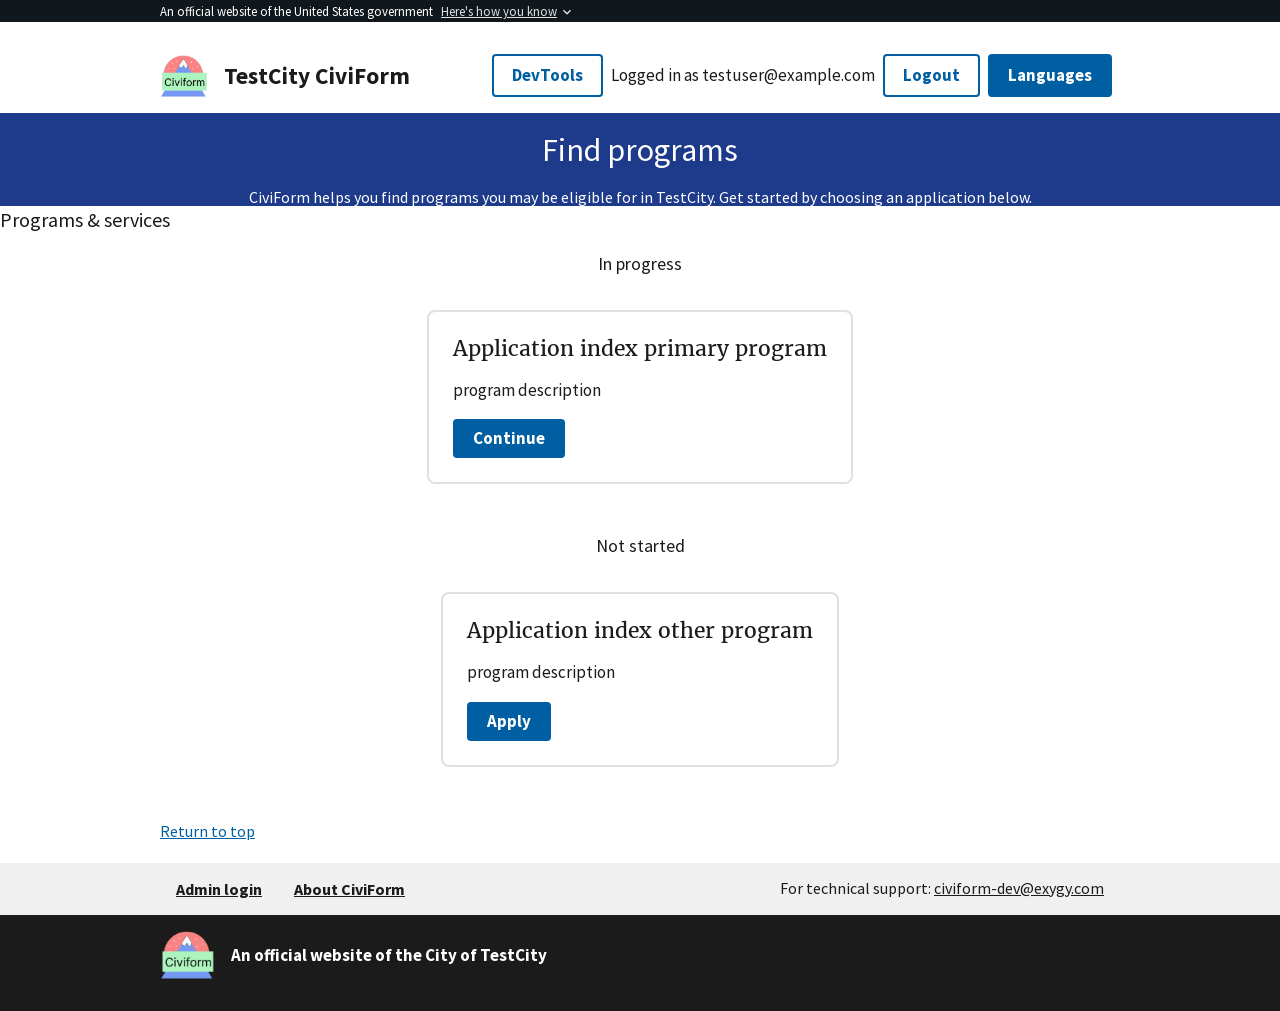 An official website of the United States government Here's how you know
Civiform
TestCity CiviForm
DevTools
Logged in as testuser@example.com
Logout
Languages
Find programs
CiviForm helps you find programs you may be eligible for in TestCity. Get started by choosing an application below.
Programs & services
In progress
Application index primary program
program description
Continue
Not started
Application index other program
program description
Apply
Return to top
Admin login
About CiviForm
For technical support: civiform-dev@exygy.com
Civiform
An official website of the City of TestCity